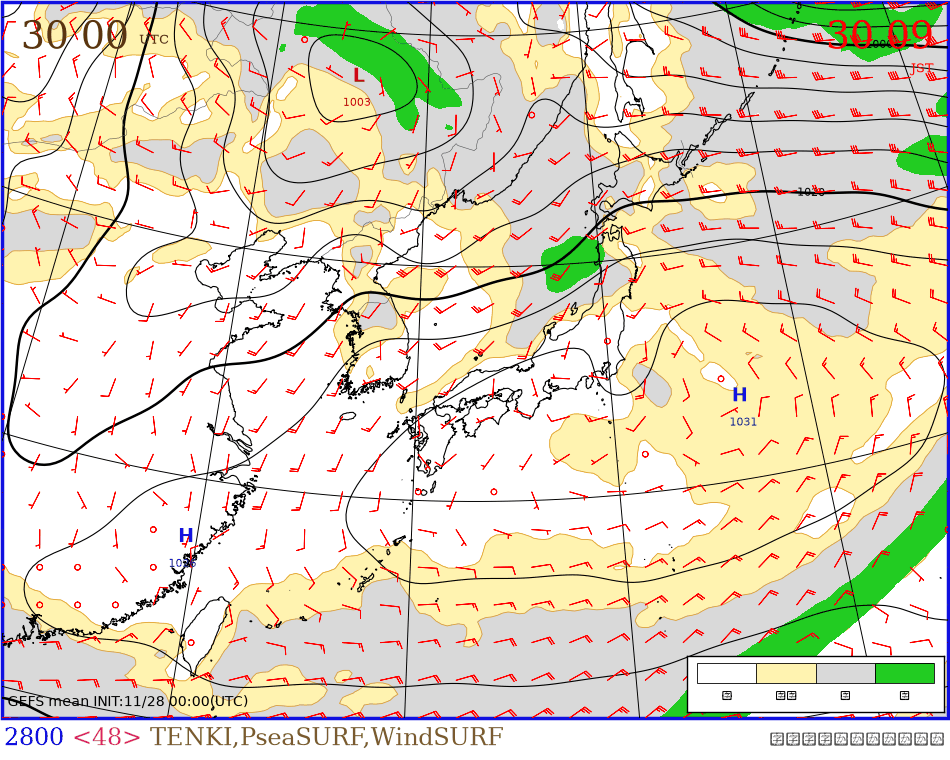 30 00 UTC
30 09
JST
L
1003
1020
H
1031
H
GEFS mean INIT:11/28 00:00(UTC)
2800 <48> TENKI,PseaSURF,WindSURF